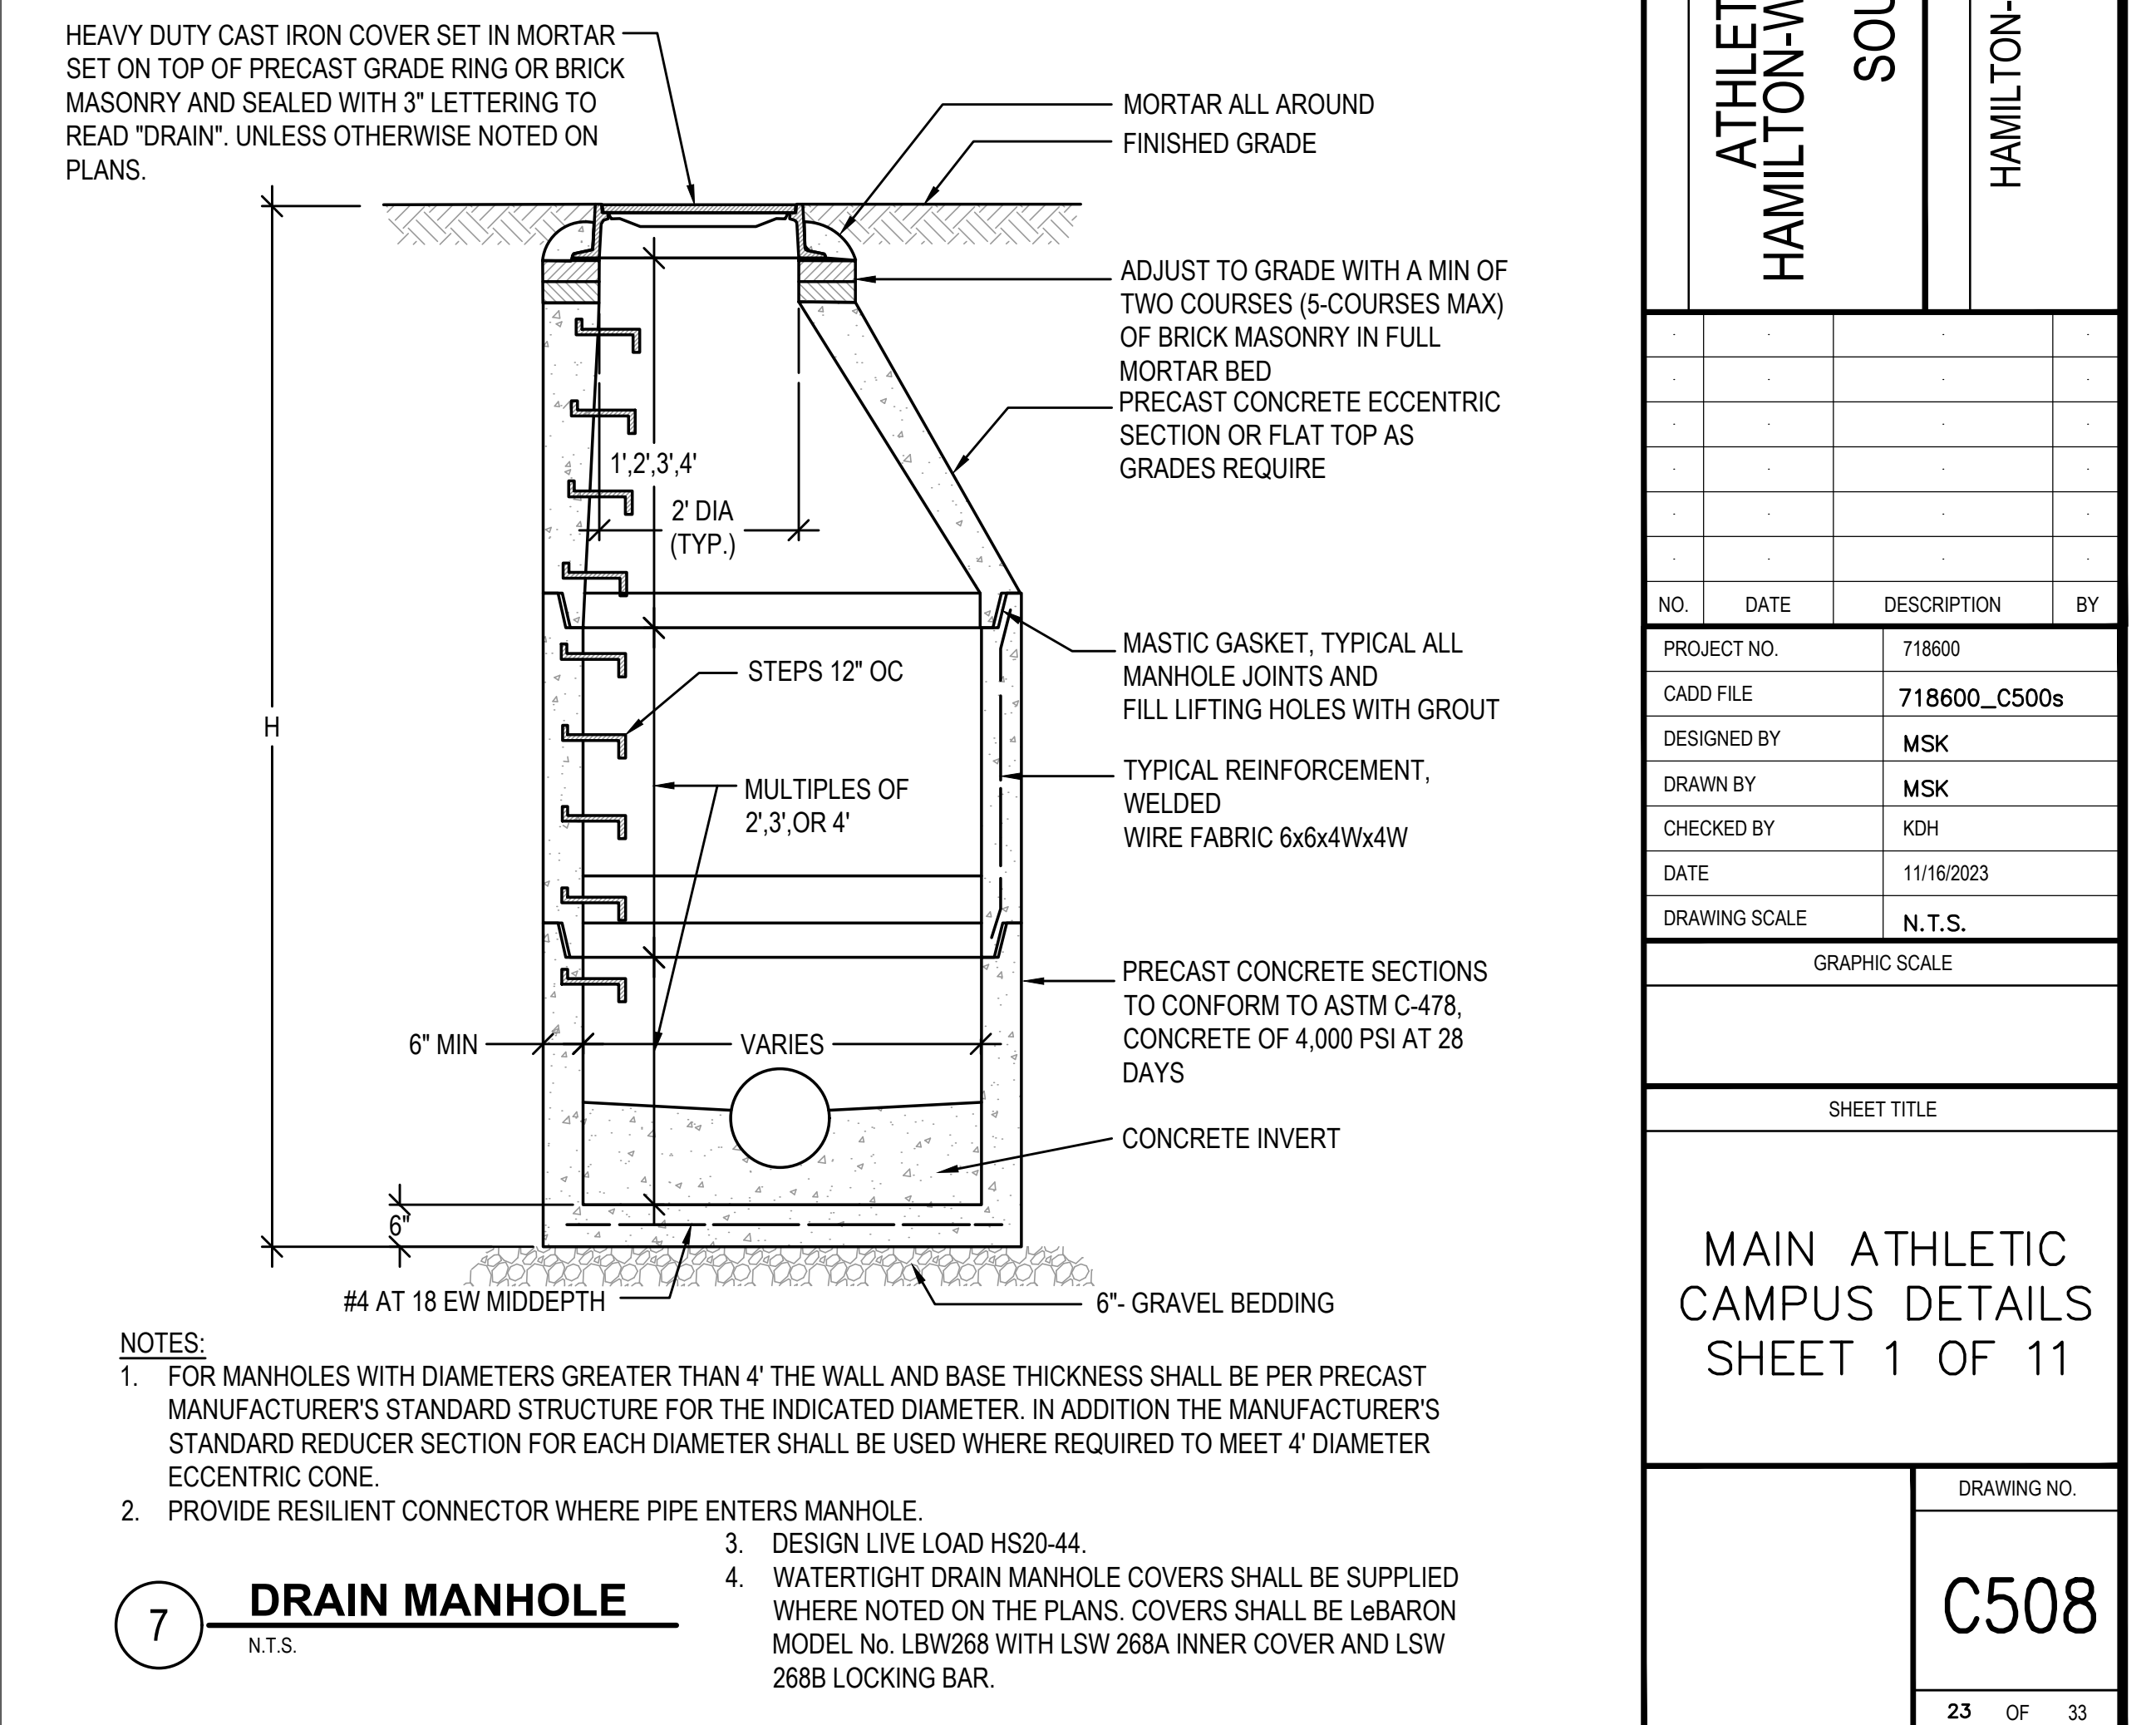 HEAVY DUTY CAST IRON COVER SET IN MORTAR
SET ON TOP OF PRECAST GRADE RING OR BRICK
MASONRY AND SEALED WITH 3" LETTERING TO
READ "DRAIN". UNLESS OTHERWISE NOTED ON
PLANS.
MORTAR ALL AROUND
FINISHED GRADE
ADJUST TO GRADE WITH A MIN OF
TWO COURSES (5-COURSES MAX)
OF BRICK MASONRY IN FULL
MORTAR BED
PRECAST CONCRETE ECCENTRIC
SECTION OR FLAT TOP AS
GRADES REQUIRE
1',2',3',4'
2' DIA
(TYP.)
MASTIC GASKET, TYPICAL ALL
MANHOLE JOINTS AND
FILL LIFTING HOLES WITH GROUT
STEPS 12" OC
H
MULTIPLES OF
2',3',OR 4'
TYPICAL REINFORCEMENT,
WELDED
WIRE FABRIC 6x6x4Wx4W
PRECAST CONCRETE SECTIONS
TO CONFORM TO ASTM C-478,
CONCRETE OF 4,000 PSI AT 28
DAYS
6" MIN
VARIES
CONCRETE INVERT
6"
#4 AT 18 EW MIDDEPTH
6"- GRAVEL BEDDING
NOTES:
1. FOR MANHOLES WITH DIAMETERS GREATER THAN 4' THE WALL AND BASE THICKNESS SHALL BE PER PRECAST
MANUFACTURER'S STANDARD STRUCTURE FOR THE INDICATED DIAMETER. IN ADDITION THE MANUFACTURER'S
STANDARD REDUCER SECTION FOR EACH DIAMETER SHALL BE USED WHERE REQUIRED TO MEET 4' DIAMETER
ECCENTRIC CONE.
2. PROVIDE RESILIENT CONNECTOR WHERE PIPE ENTERS MANHOLE.
3. DESIGN LIVE LOAD HS20-44.
4. WATERTIGHT DRAIN MANHOLE COVERS SHALL BE SUPPLIED
WHERE NOTED ON THE PLANS. COVERS SHALL BE LeBARON
MODEL No. LBW268 WITH LSW 268A INNER COVER AND LSW
268B LOCKING BAR.
7 DRAIN MANHOLE
N.T.S.
ATHLET
HAMILTON-W
SOU
HAMILTON-
NO. DATE DESCRIPTION BY
PROJECT NO. 718600
CADD FILE 718600_C500s
DESIGNED BY MSK
DRAWN BY MSK
CHECKED BY KDH
DATE 11/16/2023
DRAWING SCALE N.T.S.
GRAPHIC SCALE
SHEET TITLE
MAIN ATHLETIC
CAMPUS DETAILS
SHEET 1 OF 11
DRAWING NO.
C508
23 OF 33